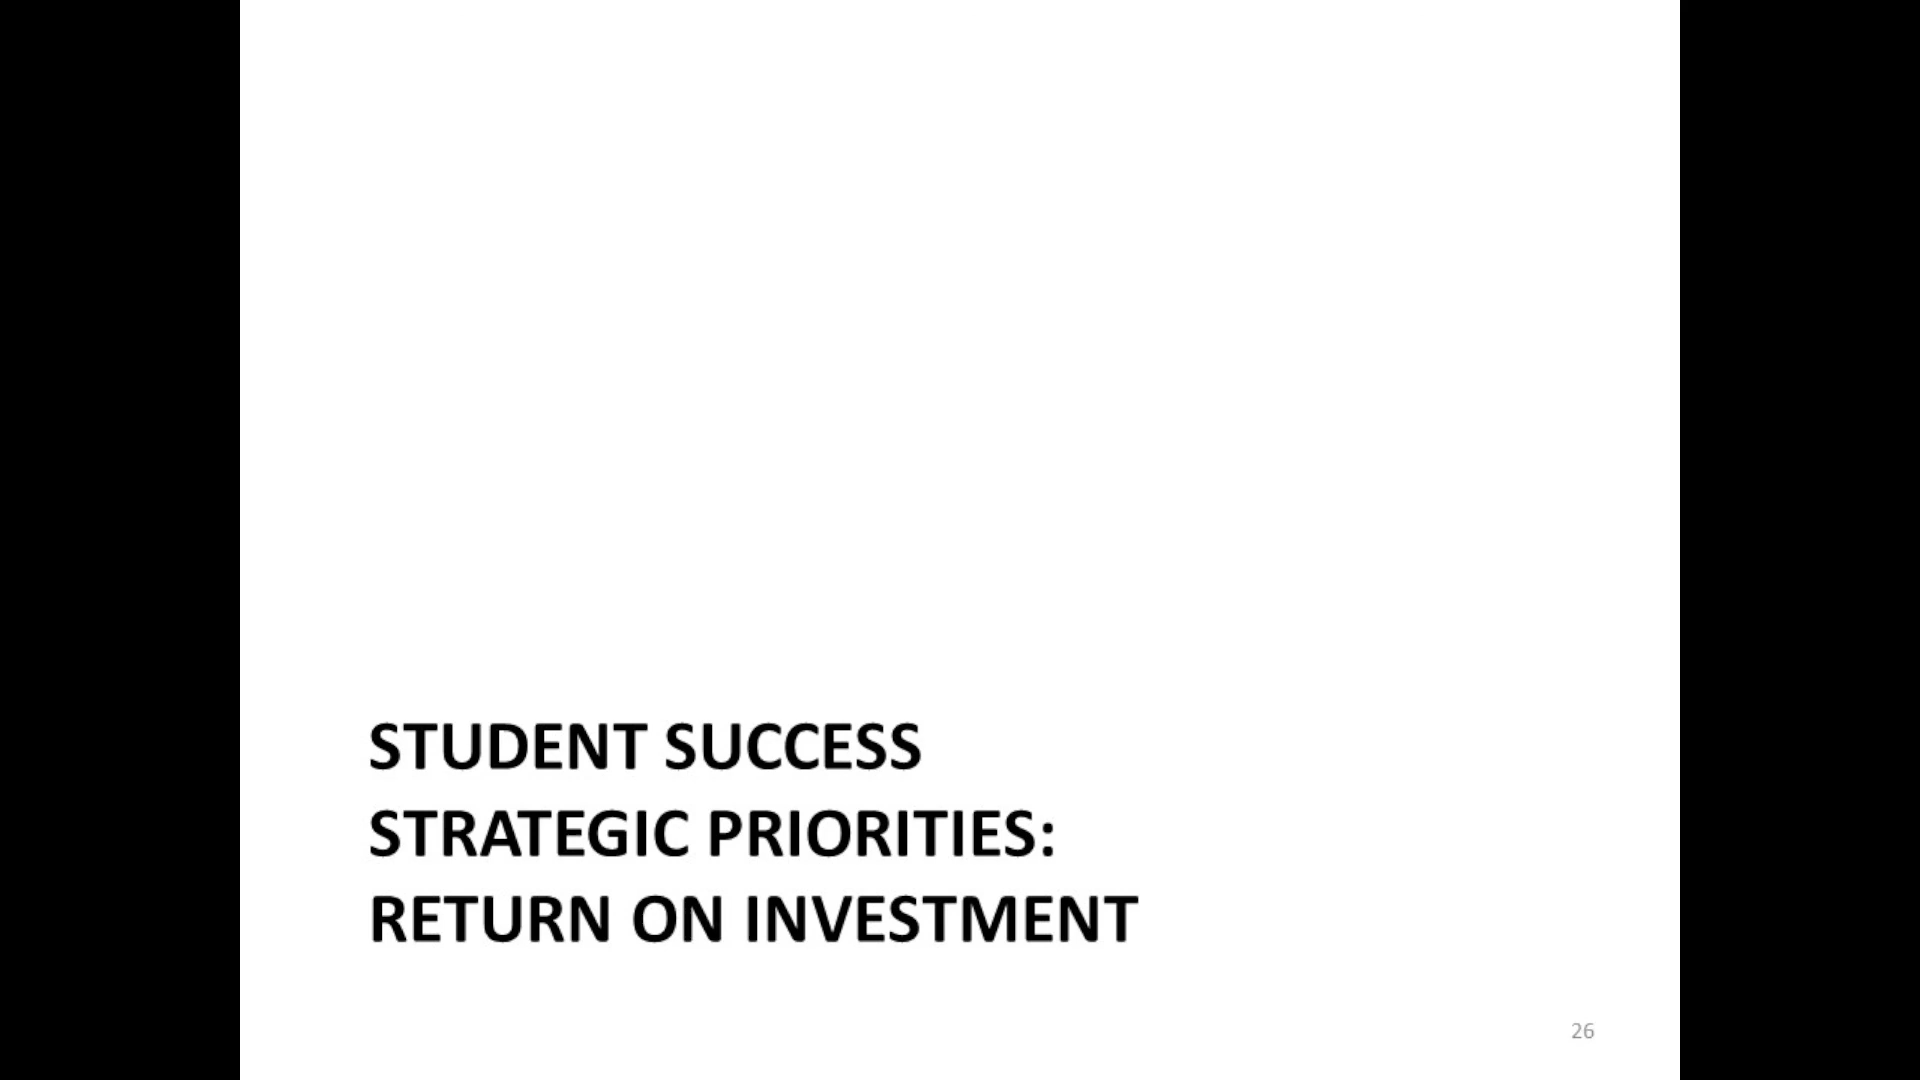 STUDENT SUCCESS
STRATEGIC PRIORITIES:
RETURN ON INVESTMENT
26